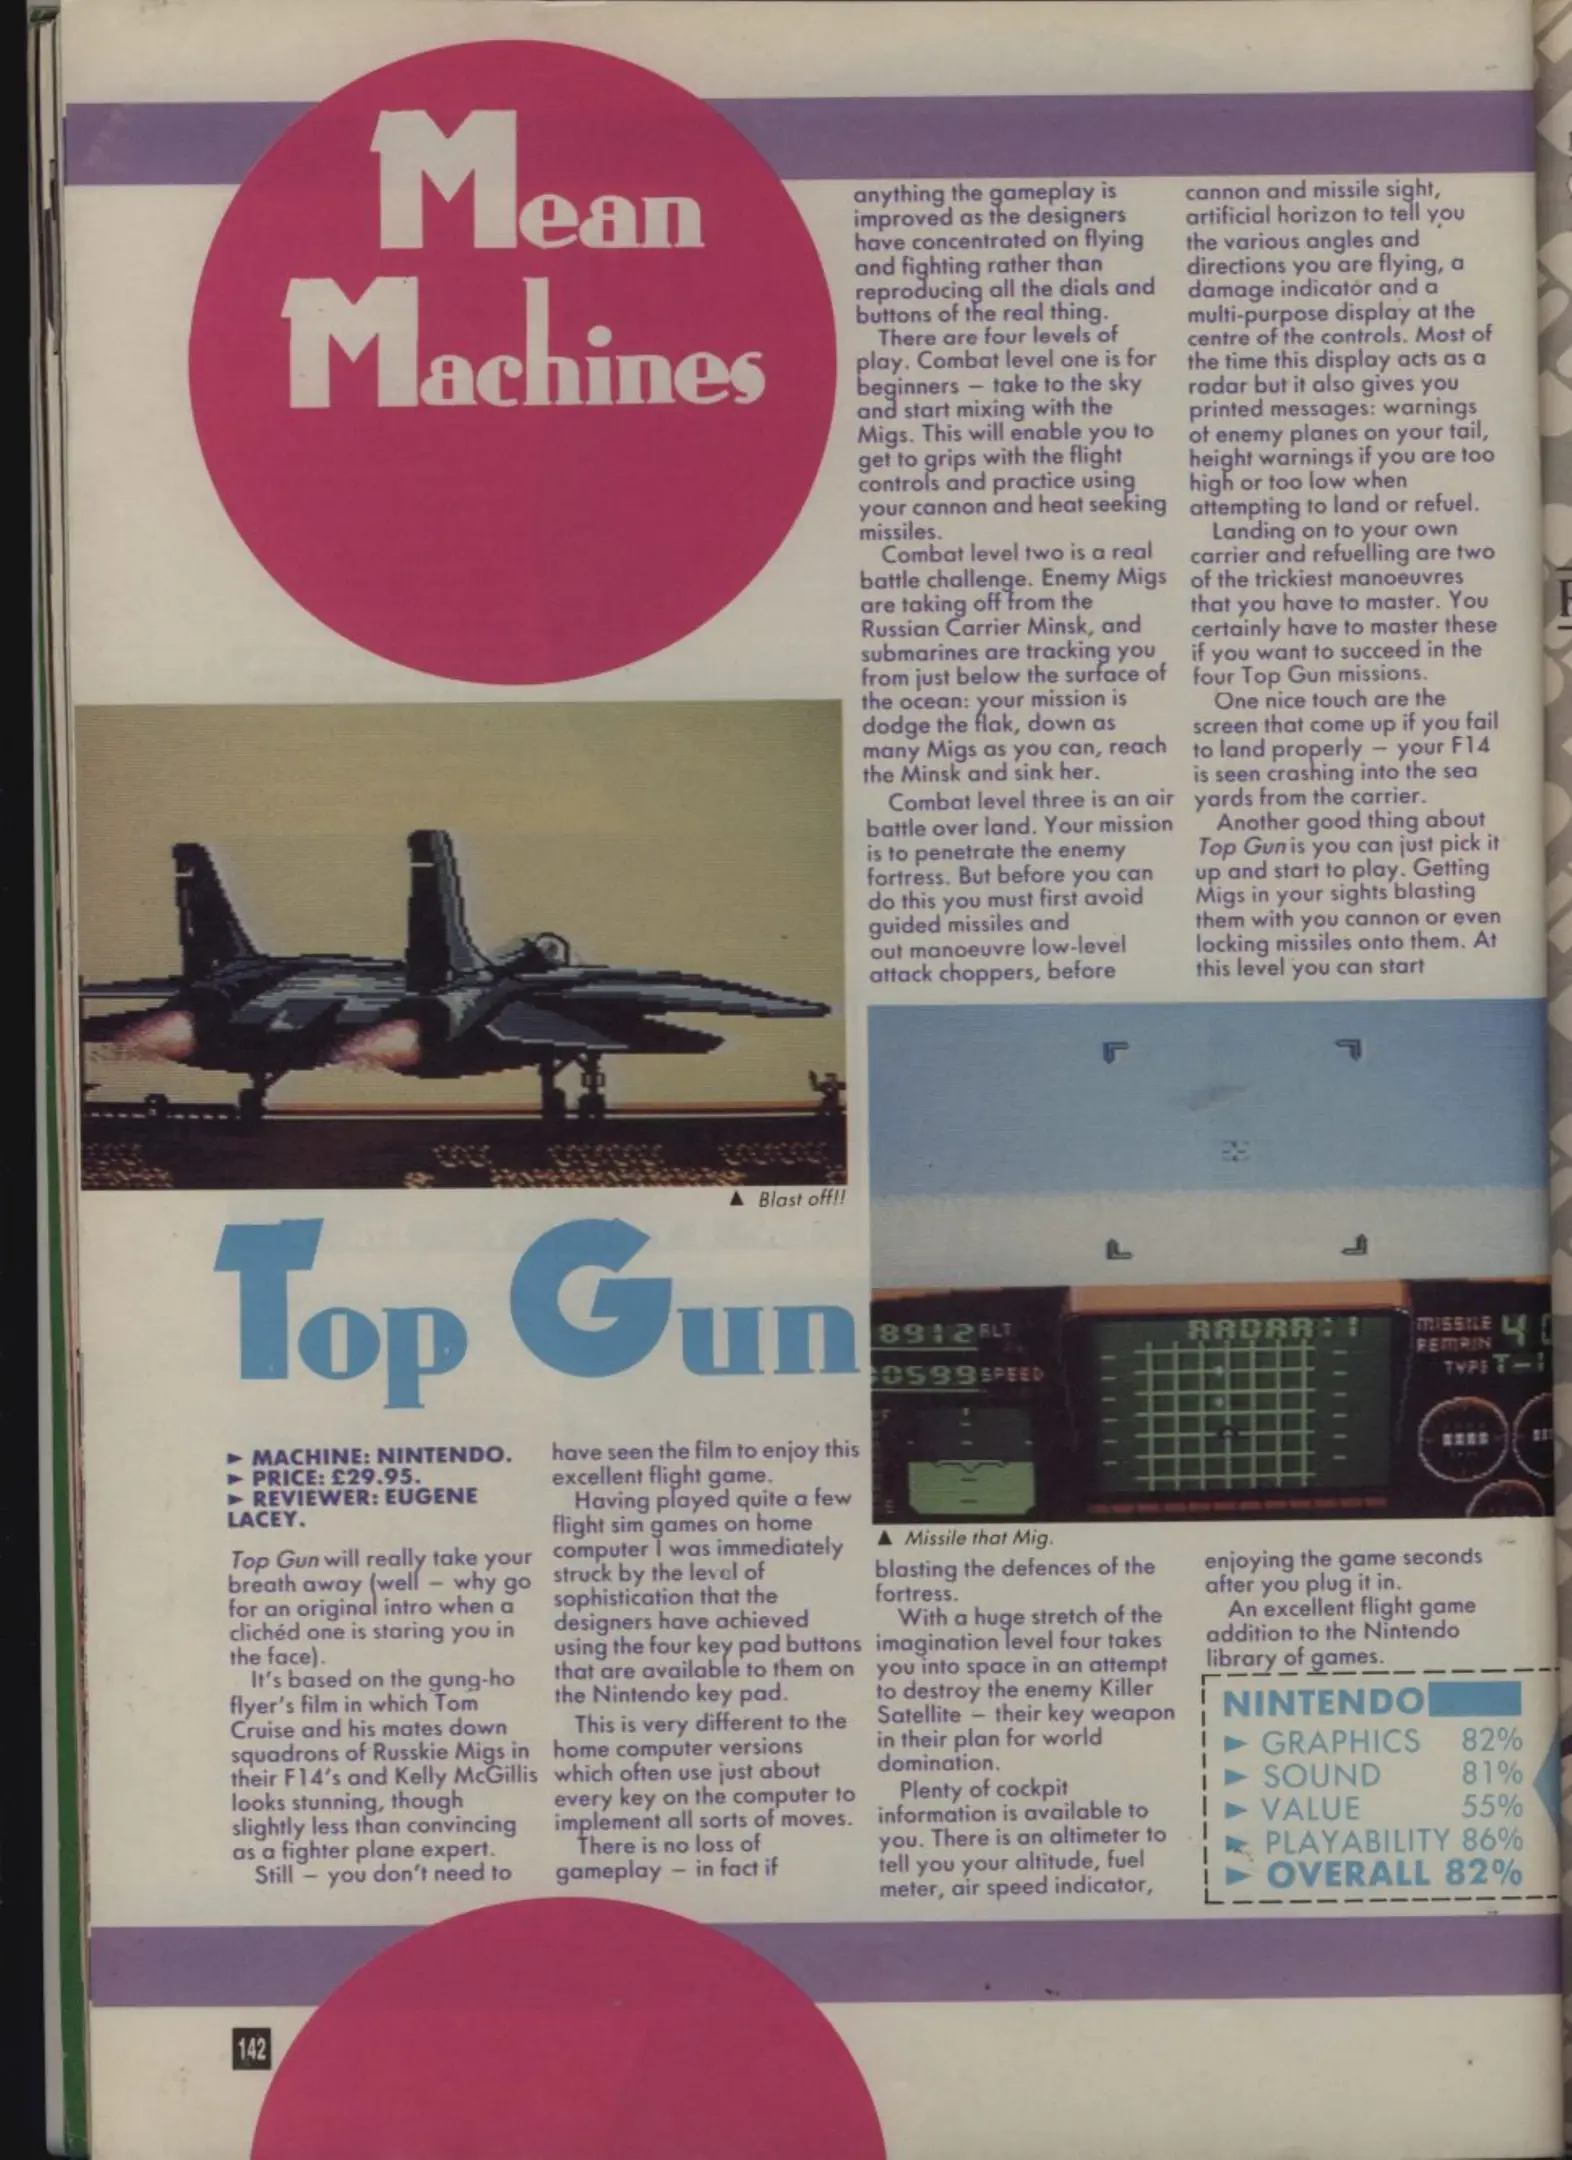 Mean
Machines
▲ Blast off!!
Top Gun
► MACHINE: NINTENDO.
► PRICE: £29.95.
► REVIEWER: EUGENE
LACEY.
Top Gun will really take your
breath away (well – why go
for an original intro when a
clichéd one is staring you in
the face).
It's based on the gung-ho
flyer's film in which Tom
Cruise and his mates down
squadrons of Russkie Migs in
their F14's and Kelly McGillis
looks stunning, though
slightly less than convincing
as a fighter plane expert.
Still – you don't need to
have seen the film to enjoy this
excellent flight game.
Having played quite a few
flight sim games on home
computer I was immediately
struck by the level of
sophistication that the
designers have achieved
using the four key pad buttons
that are available to them on
the Nintendo key pad.
This is very different to the
home computer versions
which often use just about
every key on the computer to
implement all sorts of moves.
There is no loss of
gameplay – in fact if
anything the gameplay is
improved as the designers
have concentrated on flying
and fighting rather than
reproducing all the dials and
buttons of the real thing.
There are four levels of
play. Combat level one is for
beginners – take to the sky
and start mixing with the
Migs. This will enable you to
get to grips with the flight
controls and practice using
your cannon and heat seeking
missiles.
Combat level two is a real
battle challenge. Enemy Migs
are taking off from the
Russian Carrier Minsk, and
submarines are tracking you
from just below the surface of
the ocean: your mission is
dodge the flak, down as
many Migs as you can, reach
the Minsk and sink her.
Combat level three is an air
battle over land. Your mission
is to penetrate the enemy
fortress. But before you can
do this you must first avoid
guided missiles and
out manoeuvre low-level
attack choppers, before
blasting the defences of the
fortress.
With a huge stretch of the
imagination level four takes
you into space in an attempt
to destroy the enemy Killer
Satellite – their key weapon
in their plan for world
domination.
Plenty of cockpit
information is available to
you. There is an altimeter to
tell you your altitude, fuel
meter, air speed indicator,
cannon and missile sight,
artificial horizon to tell you
the various angles and
directions you are flying, a
damage indicator and a
multi-purpose display at the
centre of the controls. Most of
the time this display acts as a
radar but it also gives you
printed messages: warnings
of enemy planes on your tail,
height warnings if you are too
high or too low when
attempting to land or refuel.
Landing on to your own
carrier and refuelling are two
of the trickiest manoeuvres
that you have to master. You
certainly have to master these
if you want to succeed in the
four Top Gun missions.
One nice touch are the
screen that come up if you fail
to land properly – your F14
is seen crashing into the sea
yards from the carrier.
Another good thing about
Top Gun is you can just pick it
up and start to play. Getting
Migs in your sights blasting
them with you cannon or even
locking missiles onto them. At
this level you can start
enjoying the game seconds
after you plug it in.
An excellent flight game
addition to the Nintendo
library of games.
8912 ALT
00599 SPEED
RADAR:1
MISSILE
REMAIN 40
TYPE T-1
▲ Missile that Mig.
NINTENDO
► GRAPHICS 82%
► SOUND 81%
► VALUE 55%
► PLAYABILITY 86%
► OVERALL 82%
142